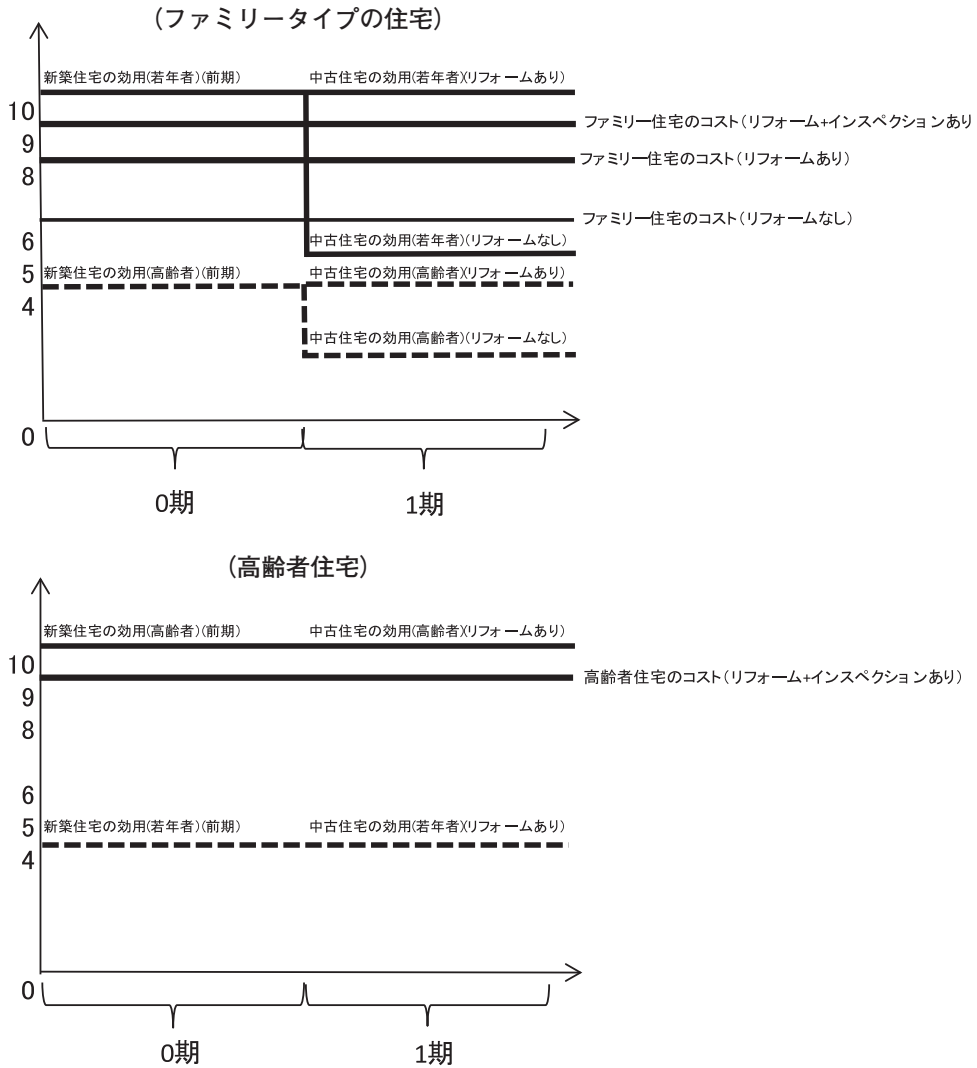 (ファミリータイプの住宅)
新築住宅の効用(若年者)(前期)
中古住宅の効用(若年者)(リフォームあり)
10
ファミリー住宅のコスト(リフォーム+インスペクションあり
9
ファミリー住宅のコスト(リフォームあり)
8
ファミリー住宅のコスト(リフォームなし)
6
中古住宅の効用(若年者)(リフォームなし)
5
新築住宅の効用(高齢者)(前期)
中古住宅の効用(高齢者)(リフォームあり)
4
中古住宅の効用(高齢者)(リフォームなし)
0
0期
1期
(高齢者住宅)
新築住宅の効用(高齢者)(前期)
中古住宅の効用(高齢者)(リフォームあり)
10
高齢者住宅のコスト(リフォーム+インスペクションあり)
9
8
6
5
新築住宅の効用(若年者)(前期)
中古住宅の効用(若年者)(リフォームあり)
4
0
0期
1期